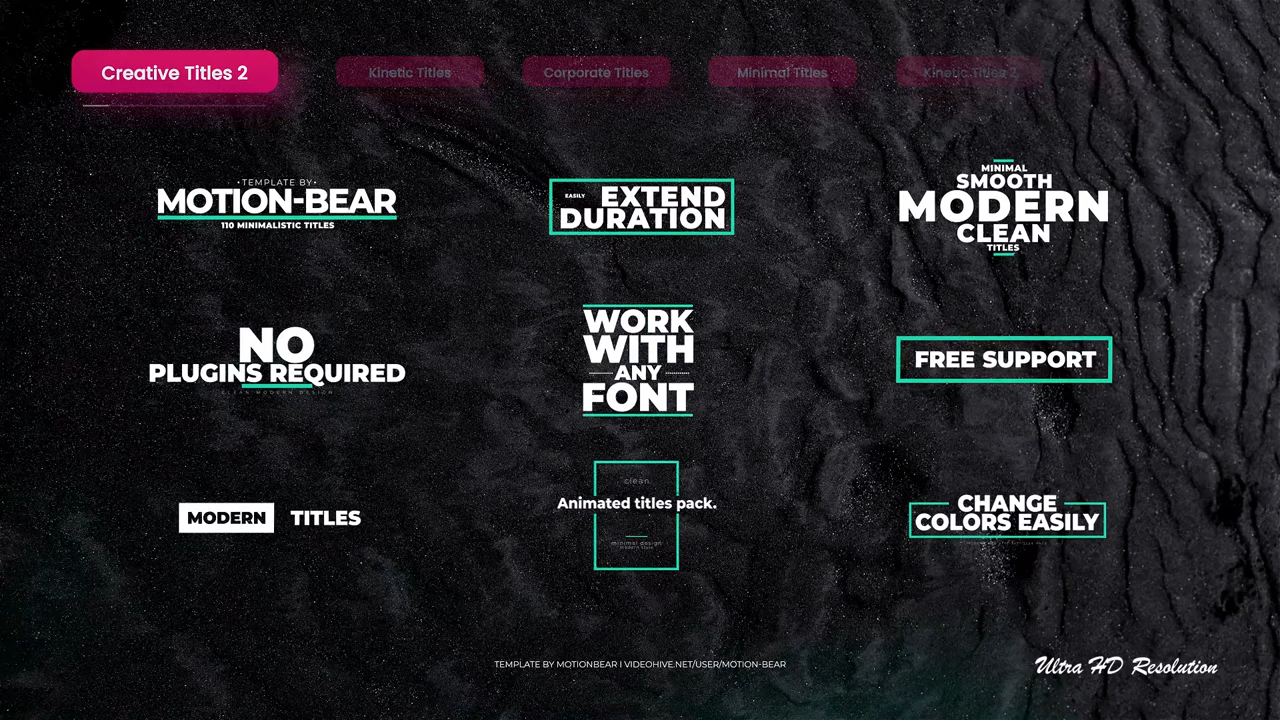 Creative Titles 2
Kinetic Titles
Corporate Titles
Minimal Titles
Kinetic Titles 2
• TEMPLATE BY •
MOTION-BEAR
110 MINIMALISTIC TITLES
EASILY EXTEND
DURATION
MINIMAL
SMOOTH
MODERN
CLEAN
TITLES
NO
PLUGINS REQUIRED
CLEAN MODERN DESIGN
WORK
WITH
ANY
FONT
FREE SUPPORT
MODERN TITLES
clean
Animated titles pack.
minimal design
modern style
CHANGE
COLORS EASILY
TEMPLATE BY MOTIONBEAR I VIDEOHIVE.NET/USER/MOTION-BEAR
Ultra HD Resolution